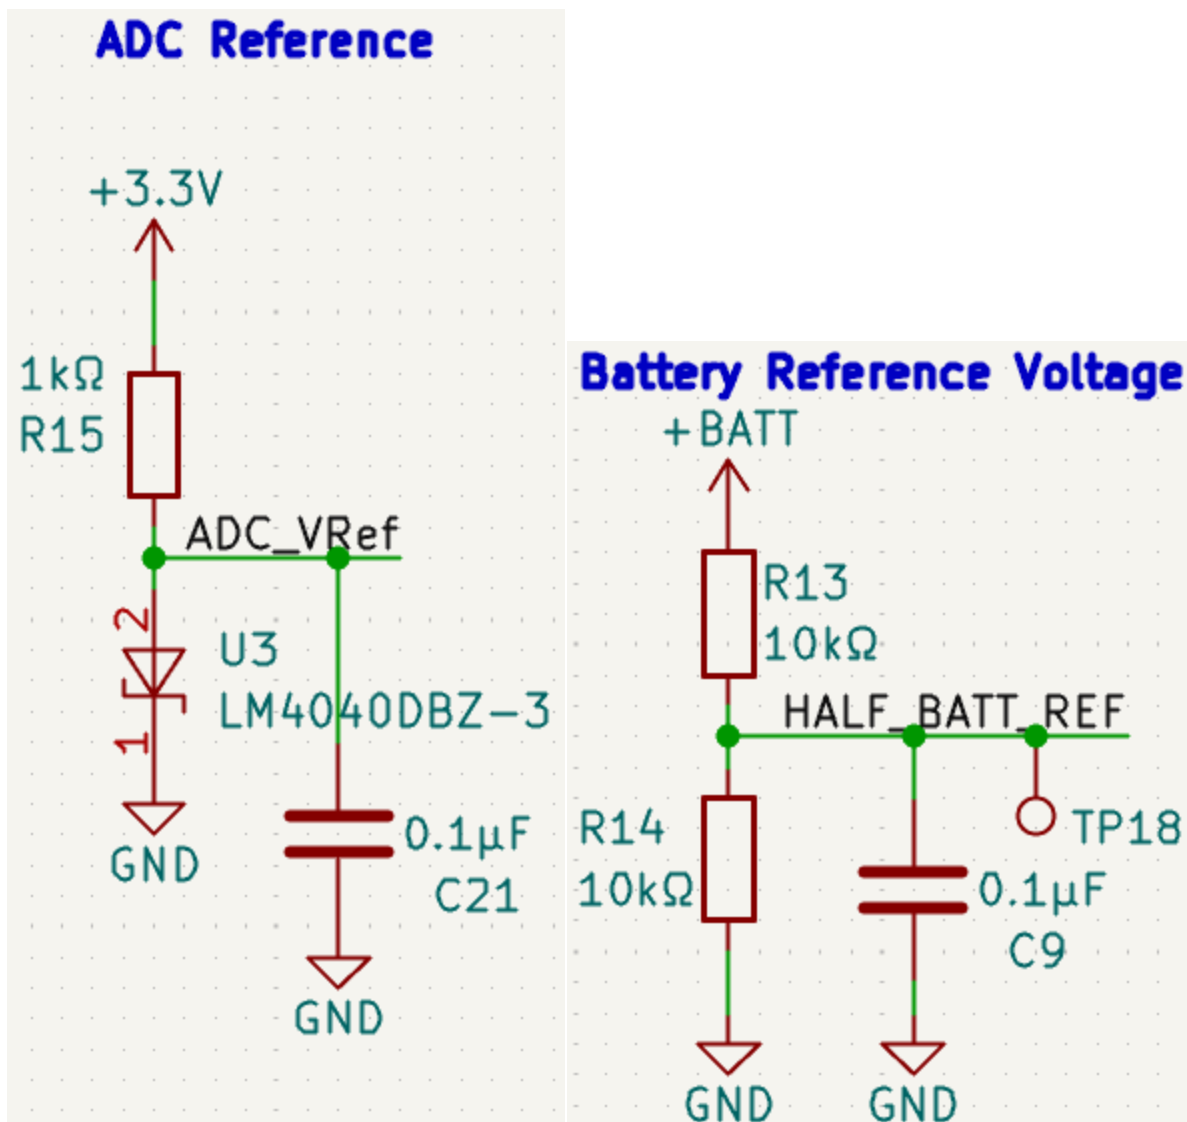 ADC Reference
+3.3V
1kΩ
R15
ADC_VRef
2
U3
LM4040DBZ-3
1
GND
0.1µF
C21
GND
Battery Reference Voltage
+BATT
R13
10kΩ
HALF_BATT_REF
R14
10kΩ
TP18
0.1µF
C9
GND
GND